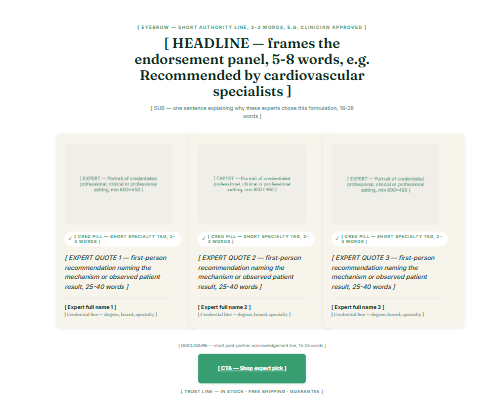 [ EYEBROW — SHORT AUTHORITY LINE, 2-3 WORDS, E.G. CLINICIAN APPROVED ]
[ HEADLINE — frames the
endorsement panel, 5-8 words, e.g.
Recommended by cardiovascular
specialists ]
[ SUB — one sentence explaining why these experts chose this formulation, 18-28
words ]
[ EXPERT — Portrait of credentialed
professional, clinical or professional
setting, min 600×450 ]
✓ [ CRED PILL — SHORT SPECIALTY TAG, 2-
3 WORDS ]
[ EXPERT QUOTE 1 — first-person
recommendation naming the
mechanism or observed patient
result, 25-40 words ]
[ Expert full name 1 ]
[ Credential line — degree, board, specialty ]
[ EXPERT — Portrait of credentialed
professional, clinical or professional
setting, min 600×450 ]
✓ [ CRED PILL — SHORT SPECIALTY TAG, 2-
3 WORDS ]
[ EXPERT QUOTE 2 — first-person
recommendation naming the
mechanism or observed patient
result, 25-40 words ]
[ Expert full name 2 ]
[ Credential line — degree, board, specialty ]
[ EXPERT — Portrait of credentialed
professional, clinical or professional
setting, min 600×450 ]
✓ [ CRED PILL — SHORT SPECIALTY TAG, 2-
3 WORDS ]
[ EXPERT QUOTE 3 — first-person
recommendation naming the
mechanism or observed patient
result, 25-40 words ]
[ Expert full name 3 ]
[ Credential line — degree, board, specialty ]
[ DISCLOSURE — short paid-partner acknowledgement line, 15-25 words ]
[ CTA — Shop expert pick ]
[ TRUST LINE — IN STOCK · FREE SHIPPING · GUARANTEE ]